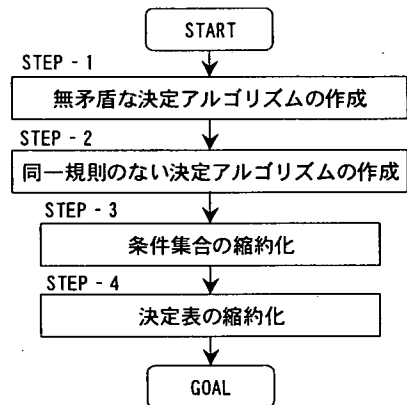 START
STEP - 1
無矛盾な決定アルゴリズムの作成
STEP - 2
同一規則のない決定アルゴリズムの作成
STEP - 3
条件集合の縮約化
STEP - 4
決定表の縮約化
GOAL